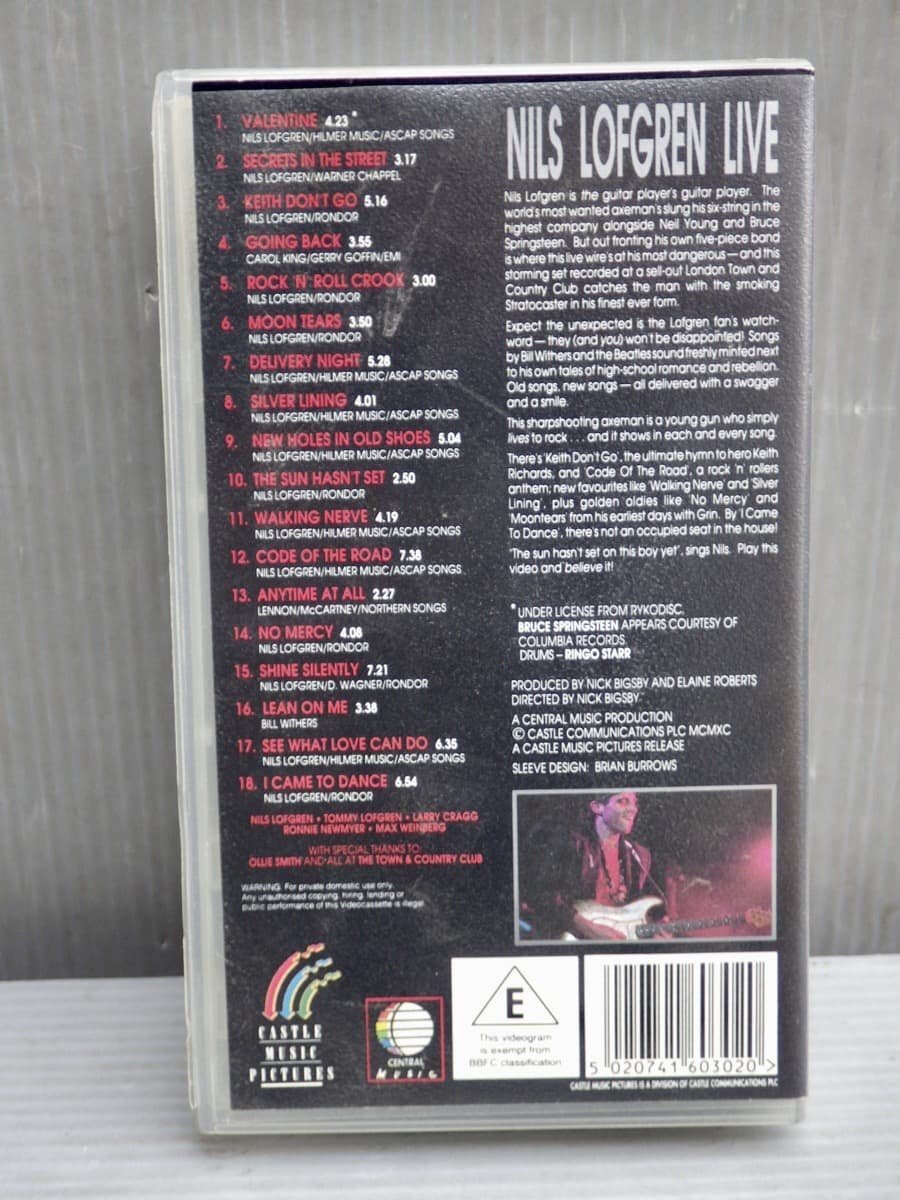 1. VALENTINE 4.23 *
NILS LOFGREN/HILMER MUSIC/ASCAP SONGS
2. SECRETS IN THE STREET 3.17
NILS LOFGREN/WARNER CHAPPEL
3. KEITH DON'T GO 5.16
NILS LOFGREN/RONDOR
4. GOING BACK 3.55
CAROL KING/GERRY GOFFIN/EMI
5. ROCK 'N' ROLL CROOK 3.00
NILS LOFGREN/RONDOR
6. MOON TEARS 3.50
NILS LOFGREN/RONDOR
7. DELIVERY NIGHT 5.28
NILS LOFGREN/HILMER MUSIC/ASCAP SONGS
8. SILVER LINING 4.01
NILS LOFGREN/HILMER MUSIC/ASCAP SONGS
9. NEW HOLES IN OLD SHOES 5.04
NILS LOFGREN/HILMER MUSIC/ASCAP SONGS
10. THE SUN HASN'T SET 2.50
NILS LOFGREN/RONDOR
11. WALKING NERVE 4.19
NILS LOFGREN/HILMER MUSIC/ASCAP SONGS
12. CODE OF THE ROAD 7.38
NILS LOFGREN/HILMER MUSIC/ASCAP SONGS
13. ANYTIME AT ALL 2.27
LENNON/McCARTNEY/NORTHERN SONGS
14. NO MERCY 4.08
NILS LOFGREN/RONDOR
15. SHINE SILENTLY 7.21
NILS LOFGREN/D. WAGNER/RONDOR
16. LEAN ON ME 3.38
BILL WITHERS
17. SEE WHAT LOVE CAN DO 6.35
NILS LOFGREN/HILMER MUSIC/ASCAP SONGS
18. I CAME TO DANCE 6.54
NILS LOFGREN/RONDOR
NILS LOFGREN • TOMMY LOFGREN • LARRY CRAGG
RONNIE NEWMYER • MAX WEINBERG
WITH SPECIAL THANKS TO:
OLLIE SMITH AND ALL AT THE TOWN & COUNTRY CLUB
WARNING. For private domestic use only.
Any unauthorised copying, hiring, lending or
public performance of this Videocassette is illegal.
CASTLE
MUSIC
PICTURES
CENTRAL
MUSIC
NILS LOFGREN LIVE
Nils Lofgren is the guitar player's guitar player. The
world's most wanted axeman's slung his six-string in the
highest company alongside Neil Young and Bruce
Springsteen. But out fronting his own five-piece band
is where this live wire's at his most dangerous — and this
storming set recorded at a sell-out London Town and
Country Club catches the man with the smoking
Stratocaster in his finest ever form.
Expect the unexpected is the Lofgren fan's watch-
word — they (and you) won't be disappointed! Songs
by Bill Withers and the Beatles sound freshly minted next
to his own tales of high-school romance and rebellion.
Old songs, new songs — all delivered with a swagger
and a smile.
This sharpshooting axeman is a young gun who simply
lives to rock . . . and it shows in each and every song.
There's 'Keith Don't Go', the ultimate hymn to hero Keith
Richards, and 'Code Of The Road', a rock 'n' rollers
anthem; new favourites like 'Walking Nerve' and 'Silver
Lining', plus golden oldies like 'No Mercy' and
'Moontears' from his earliest days with Grin. By 'I Came
To Dance', there's not an occupied seat in the house!
'The sun hasn't set on this boy yet', sings Nils. Play this
video and believe it!
* UNDER LICENSE FROM RYKODISC.
BRUCE SPRINGSTEEN APPEARS COURTESY OF
COLUMBIA RECORDS.
DRUMS – RINGO STARR
PRODUCED BY NICK BIGSBY AND ELAINE ROBERTS
DIRECTED BY NICK BIGSBY
A CENTRAL MUSIC PRODUCTION
© CASTLE COMMUNICATIONS PLC MCMXC
A CASTLE MUSIC PICTURES RELEASE
SLEEVE DESIGN: BRIAN BURROWS
E
This videogram
is exempt from
BBFC classification
5 020741 603020 >
CASTLE MUSIC PICTURES IS A DIVISION OF CASTLE COMMUNICATIONS PLC